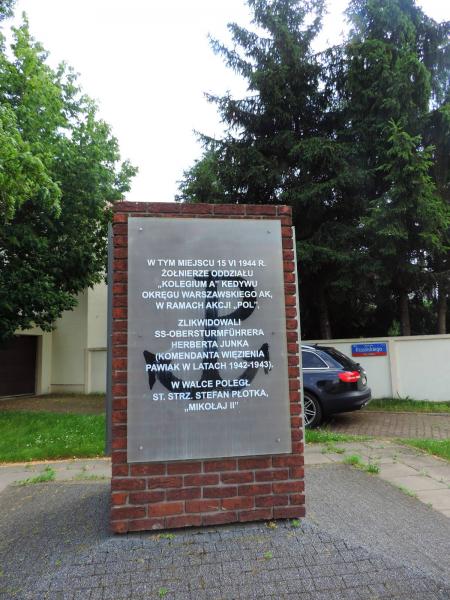 W TYM MIEJSCU 15 VI 1944 R.
ŻOŁNIERZE ODDZIAŁU
„KOLEGIUM A” KEDYWU
OKRĘGU WARSZAWSKIEGO AK,
W RAMACH AKCJI „POL”,
ZLIKWIDOWALI
SS-OBERSTURMFÜHRERA
HERBERTA JUNKA
(KOMENDANTA WIĘZIENIA
PAWIAK W LATACH 1942-1943).
W WALCE POLEGŁ
ST. STRZ. STEFAN PŁOTKA,
„MIKOŁAJ II”